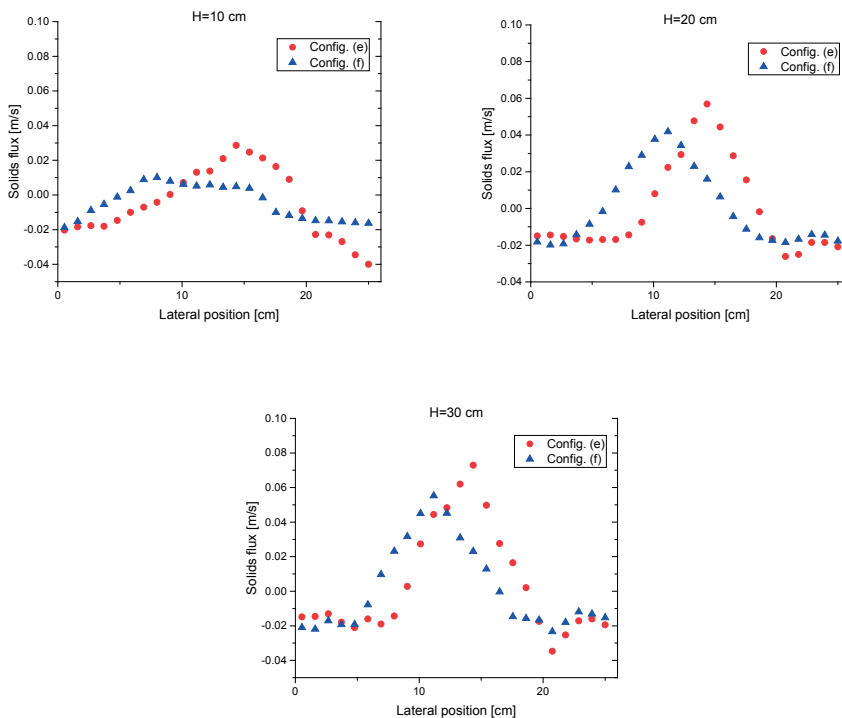 H=10 cm
0.10
0.08
0.06
0.04
0.02
0.00
-0.02
-0.04
Solids flux [m/s]
Config. (e)
Config. (f)
0
10
20
Lateral position [cm]
H=20 cm
0.10
0.08
0.06
0.04
0.02
0.00
-0.02
-0.04
Solids flux [m/s]
Config. (e)
Config. (f)
0
10
20
Lateral position [cm]
H=30 cm
0.10
0.08
0.06
0.04
0.02
0.00
-0.02
-0.04
Solids flux [m/s]
Config. (e)
Config. (f)
0
10
20
Lateral position [cm]